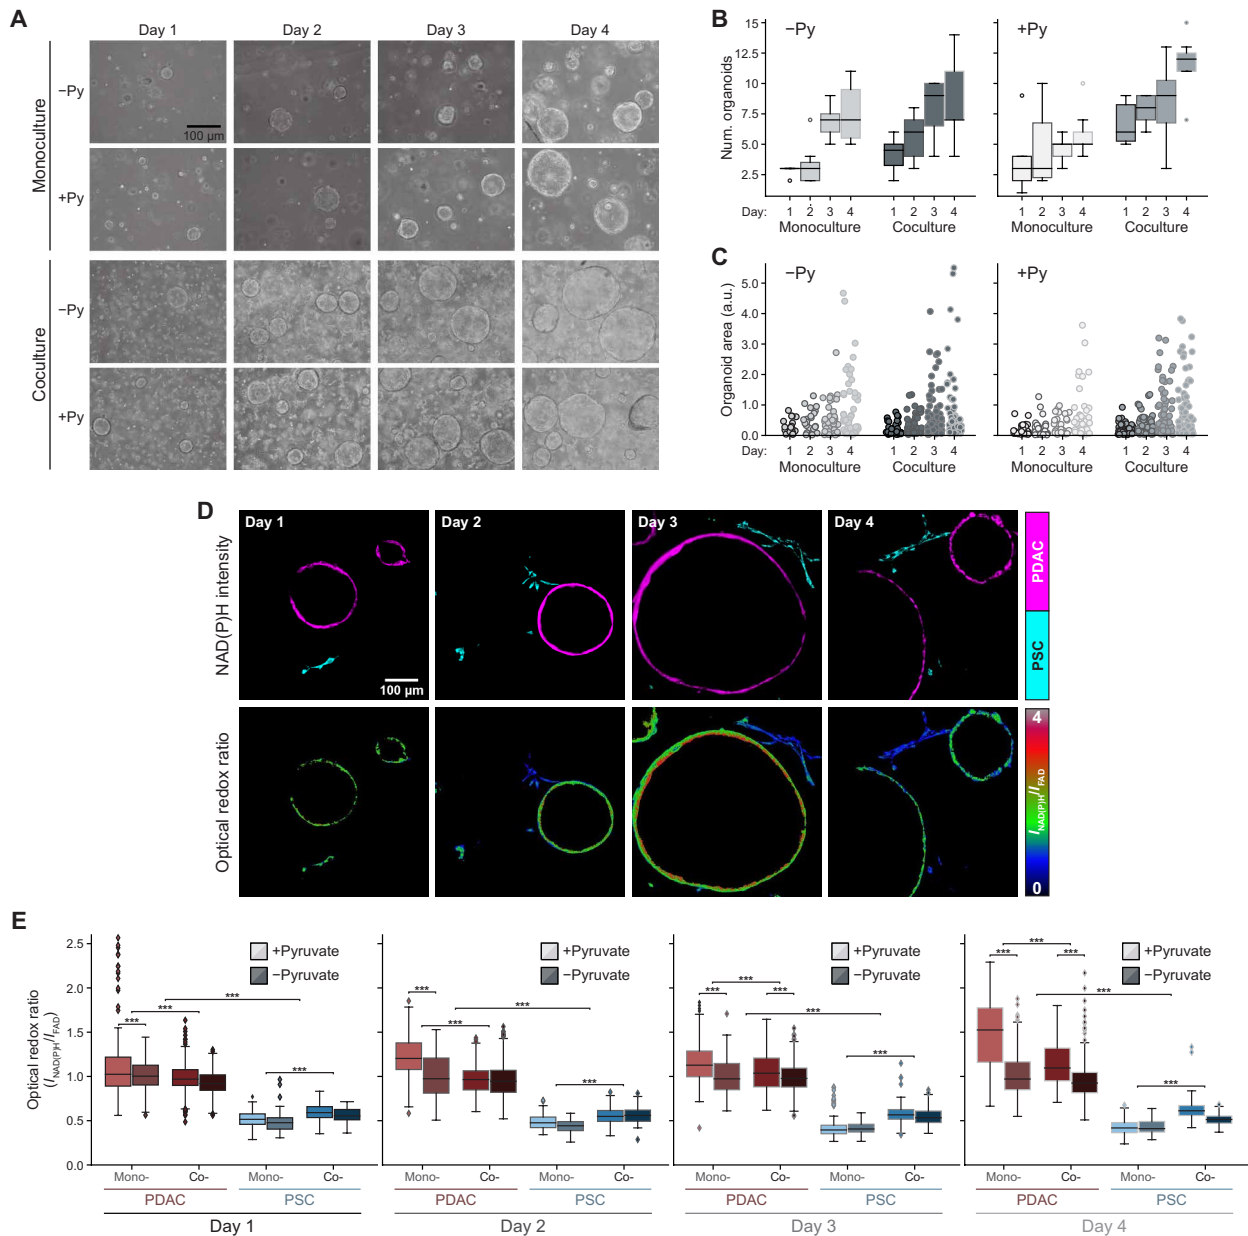 A
Day 1 Day 2 Day 3 Day 4
Monoculture
−Py
100 µm
+Py
Coculture
−Py
+Py
B
−Py +Py
Num. organoids
15
12.5
10
7.5
5
2.5
Day: 1 2 3 4 1 2 3 4 1 2 3 4 1 2 3 4
Monoculture Coculture Monoculture Coculture
C
−Py +Py
Organoid area (a.u.)
5.0
4.0
3.0
2.0
1.0
0.0
Day: 1 2 3 4 1 2 3 4 1 2 3 4 1 2 3 4
Monoculture Coculture Monoculture Coculture
D
NAD(P)H intensity
Day 1 Day 2 Day 3 Day 4
100 µm
PDAC
PSC
Optical redox ratio
4
I NAD(P)H/I FAD
0
E
Optical redox ratio
(I NAD(P)H/I FAD)
2.5
2.0
1.5
1.0
0.5
0.0
+Pyruvate +Pyruvate +Pyruvate +Pyruvate
−Pyruvate −Pyruvate −Pyruvate −Pyruvate
*** *** *** ***
*** *** *** ***
*** *** *** *** ***
*** *** *** *** ***
Mono- Co- Mono- Co- Mono- Co- Mono- Co- Mono- Co- Mono- Co- Mono- Co- Mono- Co-
PDAC PSC PDAC PSC PDAC PSC PDAC PSC
Day 1 Day 2 Day 3 Day 4